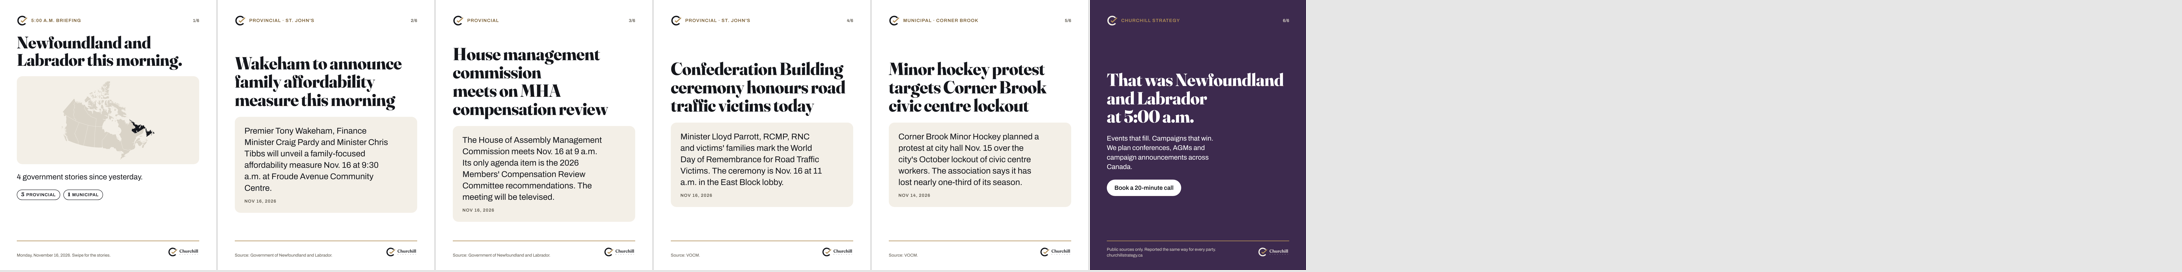 5:00 A.M. BRIEFING
1/6
Newfoundland and
Labrador this morning.
4 government stories since yesterday.
3 PROVINCIAL
1 MUNICIPAL
Monday, November 16, 2026. Swipe for the stories.
Churchill
PROVINCIAL · ST. JOHN'S
2/6
Wakeham to announce
family affordability
measure this morning
Premier Tony Wakeham, Finance
Minister Craig Pardy and Minister Chris
Tibbs will unveil a family-focused
affordability measure Nov. 16 at 9:30
a.m. at Froude Avenue Community
Centre.
NOV 16, 2026
Source: Government of Newfoundland and Labrador.
Churchill
PROVINCIAL
3/6
House management
commission
meets on MHA
compensation review
The House of Assembly Management
Commission meets Nov. 16 at 9 a.m.
Its only agenda item is the 2026
Members' Compensation Review
Committee recommendations. The
meeting will be televised.
NOV 16, 2026
Source: Government of Newfoundland and Labrador.
Churchill
PROVINCIAL · ST. JOHN'S
4/6
Confederation Building
ceremony honours road
traffic victims today
Minister Lloyd Parrott, RCMP, RNC
and victims' families mark the World
Day of Remembrance for Road Traffic
Victims. The ceremony is Nov. 16 at 11
a.m. in the East Block lobby.
NOV 16, 2026
Source: VOCM.
Churchill
MUNICIPAL · CORNER BROOK
5/6
Minor hockey protest
targets Corner Brook
civic centre lockout
Corner Brook Minor Hockey planned a
protest at city hall Nov. 15 over the
city's October lockout of civic centre
workers. The association says it has
lost nearly one-third of its season.
NOV 14, 2026
Source: VOCM.
Churchill
CHURCHILL STRATEGY
6/6
That was Newfoundland
and Labrador
at 5:00 a.m.
Events that fill. Campaigns that win.
We plan conferences, AGMs and
campaign announcements across
Canada.
Book a 20-minute call
Public sources only. Reported the same way for every party.
churchillstrategy.ca
Churchill